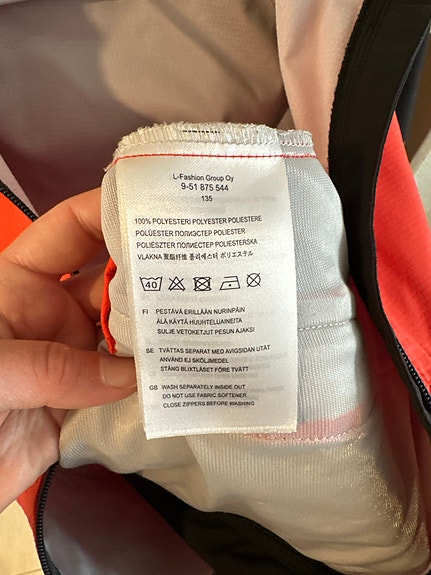 L-Fashion Group Oy
9-51 875 544
135
100% POLYESTERI POLYESTER POLIESTERE
POLIÉSTER ПОЛИЭСТЕР POLIESTER
POLIÉSZTER ПОЛІЕСТЕР POLIESTERSKA
VLAKNA 聚酯纤维 폴리에스터 ポリエステル
40
FI PESTÄVÄ ERILLÄÄN NURINPÄIN
ÄLÄ KÄYTÄ HUUHTELUAINEITA
SULJE VETOKETJUT PESUN AJAKSI
SE TVÄTTAS SEPARAT MED AVIGSIDAN UTÅT
ANVÄND EJ SKÖLJMEDEL
STÄNG BLIXTLÅSET FÖRE TVÄTT
GB WASH SEPARATELY INSIDE OUT
DO NOT USE FABRIC SOFTENER
CLOSE ZIPPERS BEFORE WASHING